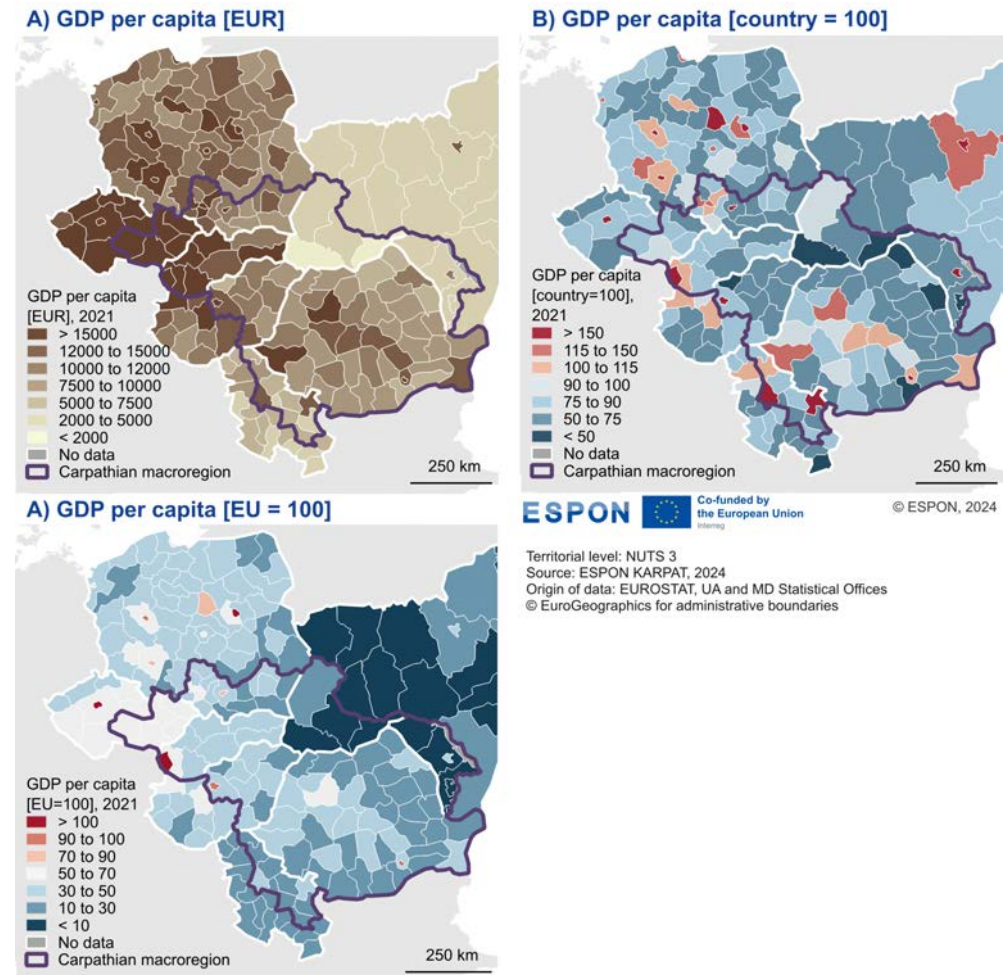 A) GDP per capita [EUR]
GDP per capita
[EUR], 2021
> 15000
12000 to 15000
10000 to 12000
7500 to 10000
5000 to 7500
2000 to 5000
< 2000
No data
Carpathian macroregion
250 km
B) GDP per capita [country = 100]
GDP per capita
[country=100],
2021
> 150
115 to 150
100 to 115
90 to 100
75 to 90
50 to 75
< 50
No data
Carpathian macroregion
250 km
A) GDP per capita [EU = 100]
GDP per capita
[EU=100], 2021
> 100
90 to 100
70 to 90
50 to 70
30 to 50
10 to 30
< 10
No data
Carpathian macroregion
250 km
ESPON
Co-funded by
the European Union
Interreg
© ESPON, 2024
Territorial level: NUTS 3
Source: ESPON KARPAT, 2024
Origin of data: EUROSTAT, UA and MD Statistical Offices
© EuroGeographics for administrative boundaries